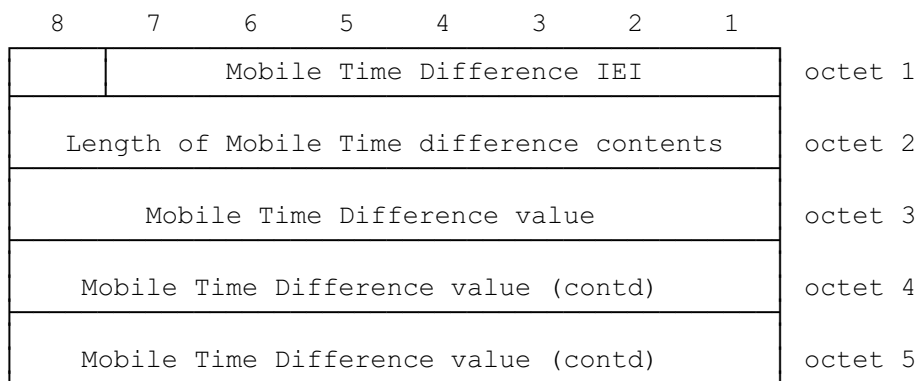 8 7 6 5 4 3 2 1
Mobile Time Difference IEI octet 1
Length of Mobile Time difference contents octet 2
Mobile Time Difference value octet 3
Mobile Time Difference value (contd) octet 4
Mobile Time Difference value (contd) octet 5